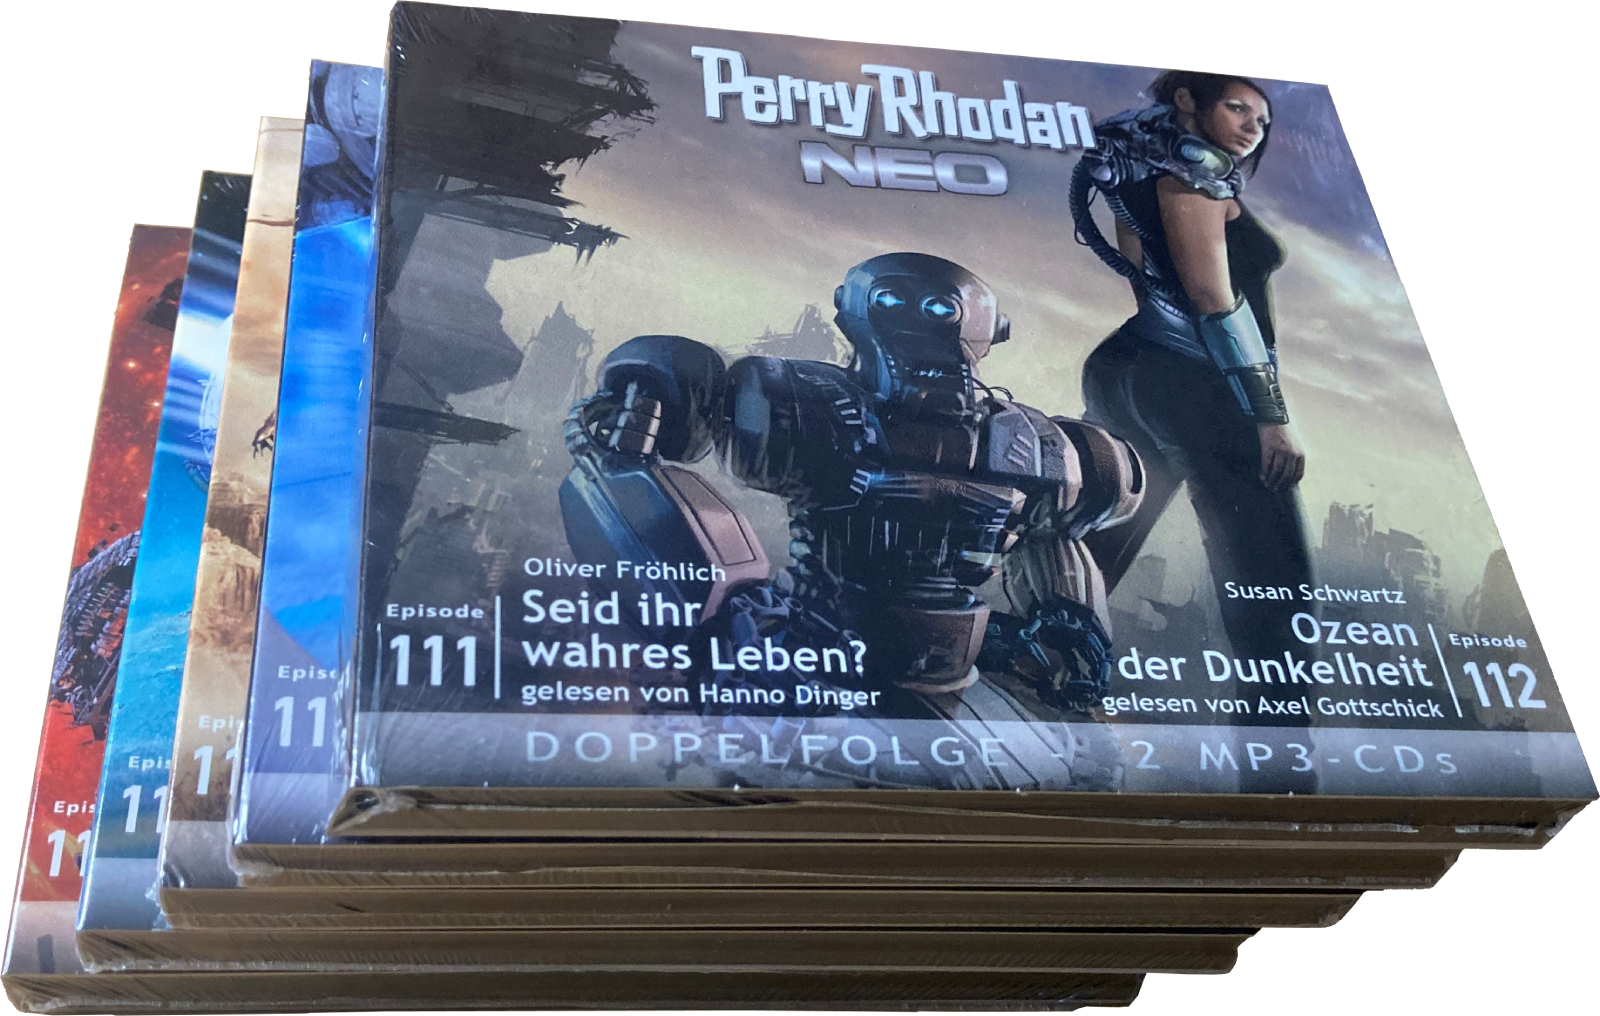 Perry Rhodan
NEO
Oliver Fröhlich
Episode
111
Seid ihr
wahres Leben?
gelesen von Hanno Dinger
Susan Schwartz
Ozean
der Dunkelheit
gelesen von Axel Gottschick
Episode
112
DOPPELFOLGE - 2 MP3-CDs